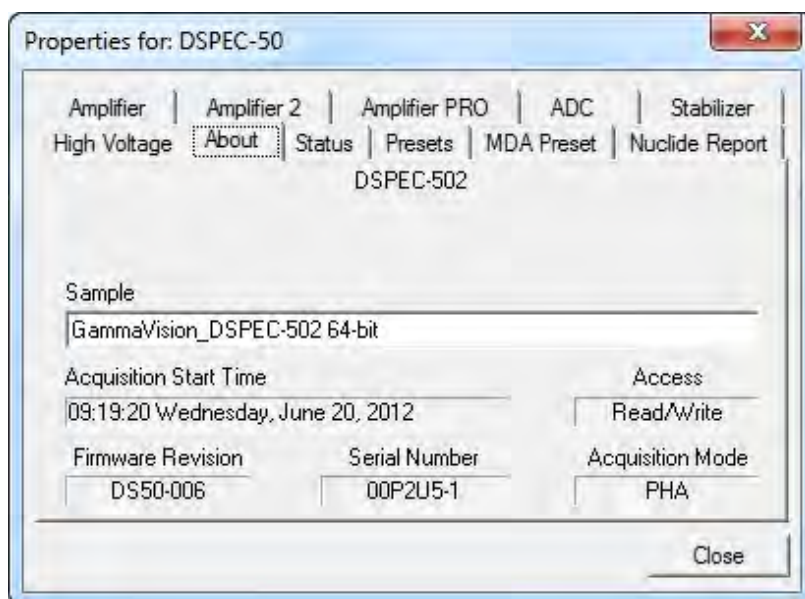 Properties for: DSPEC-50
Amplifier Amplifier 2 Amplifier PRO ADC Stabilizer
High Voltage About Status Presets MDA Preset Nuclide Report
DSPEC-502
Sample
GammaVision_DSPEC-502 64-bit
Acquisition Start Time Access
09:19:20 Wednesday, June 20, 2012 Read/Write
Firmware Revision Serial Number Acquisition Mode
DS50-006 00P2U5-1 PHA
Close